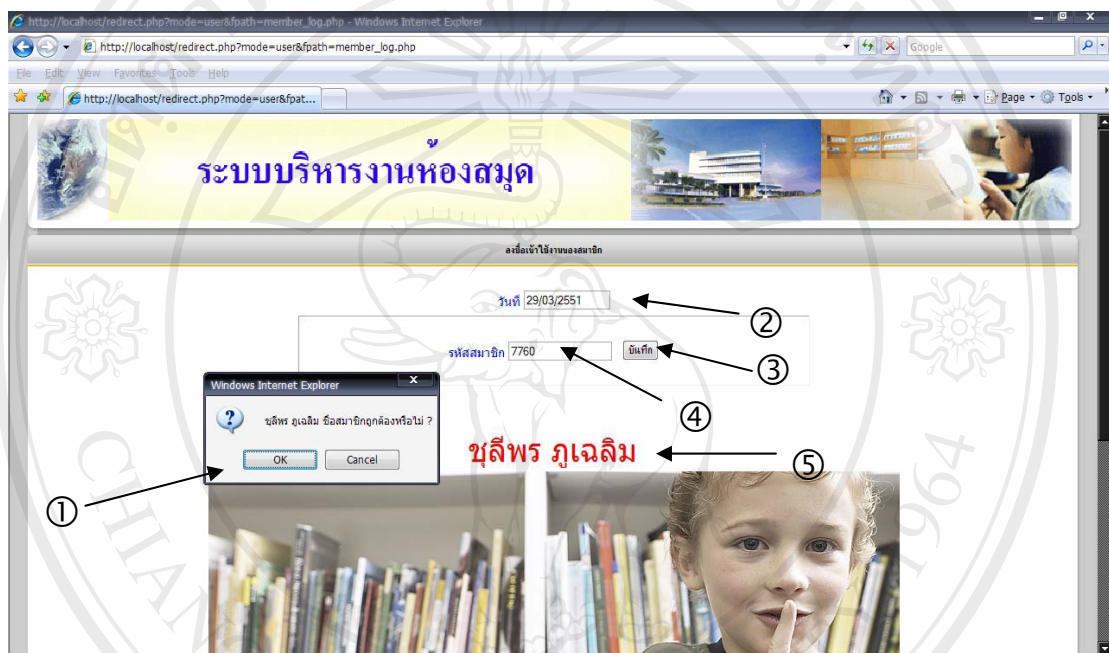 http://localhost/redirect.php?mode=user&fpath=member_log.php - Windows Internet Explorer
http://localhost/redirect.php?mode=user&fpath=member_log.php
Google
File Edit View Favorites Tools Help
http://localhost/redirect.php?mode=user&fpat...
Page Tools
ระบบบริหารงานห้องสมุด
ลงชื่อเข้าใช้งานของสมาชิก
วันที่ 29/03/2551
②
รหัสสมาชิก 7760 บันทึก
③
Windows Internet Explorer X
④
ชุลีพร ภูเฉลิม ชื่อสมาชิกถูกต้องหรือไม่ ?
OK Cancel
ชุลีพร ภูเฉลิม
⑤
①
1964